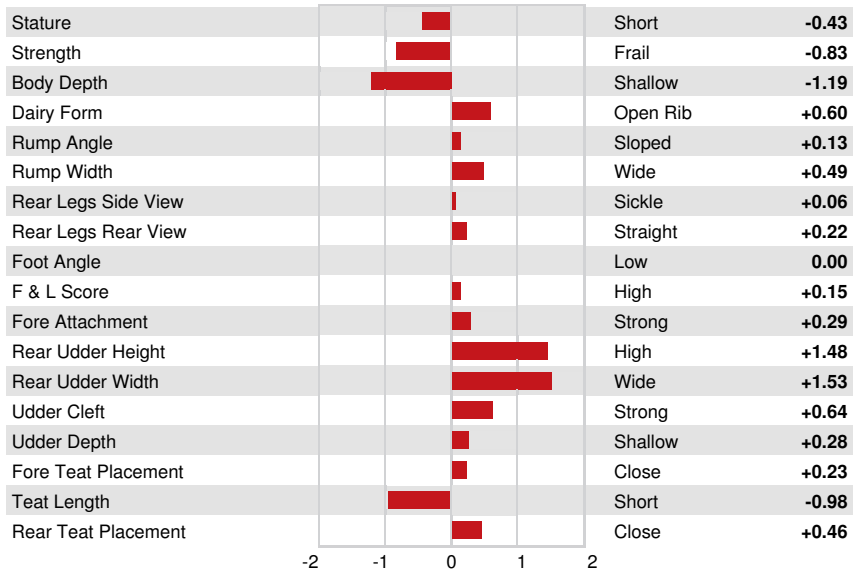 Stature Short -0.43
Strength Frail -0.83
Body Depth Shallow -1.19
Dairy Form Open Rib +0.60
Rump Angle Sloped +0.13
Rump Width Wide +0.49
Rear Legs Side View Sickle +0.06
Rear Legs Rear View Straight +0.22
Foot Angle Low 0.00
F & L Score High +0.15
Fore Attachment Strong +0.29
Rear Udder Height High +1.48
Rear Udder Width Wide +1.53
Udder Cleft Strong +0.64
Udder Depth Shallow +0.28
Fore Teat Placement Close +0.23
Teat Length Short -0.98
Rear Teat Placement Close +0.46
-2 -1 0 1 2